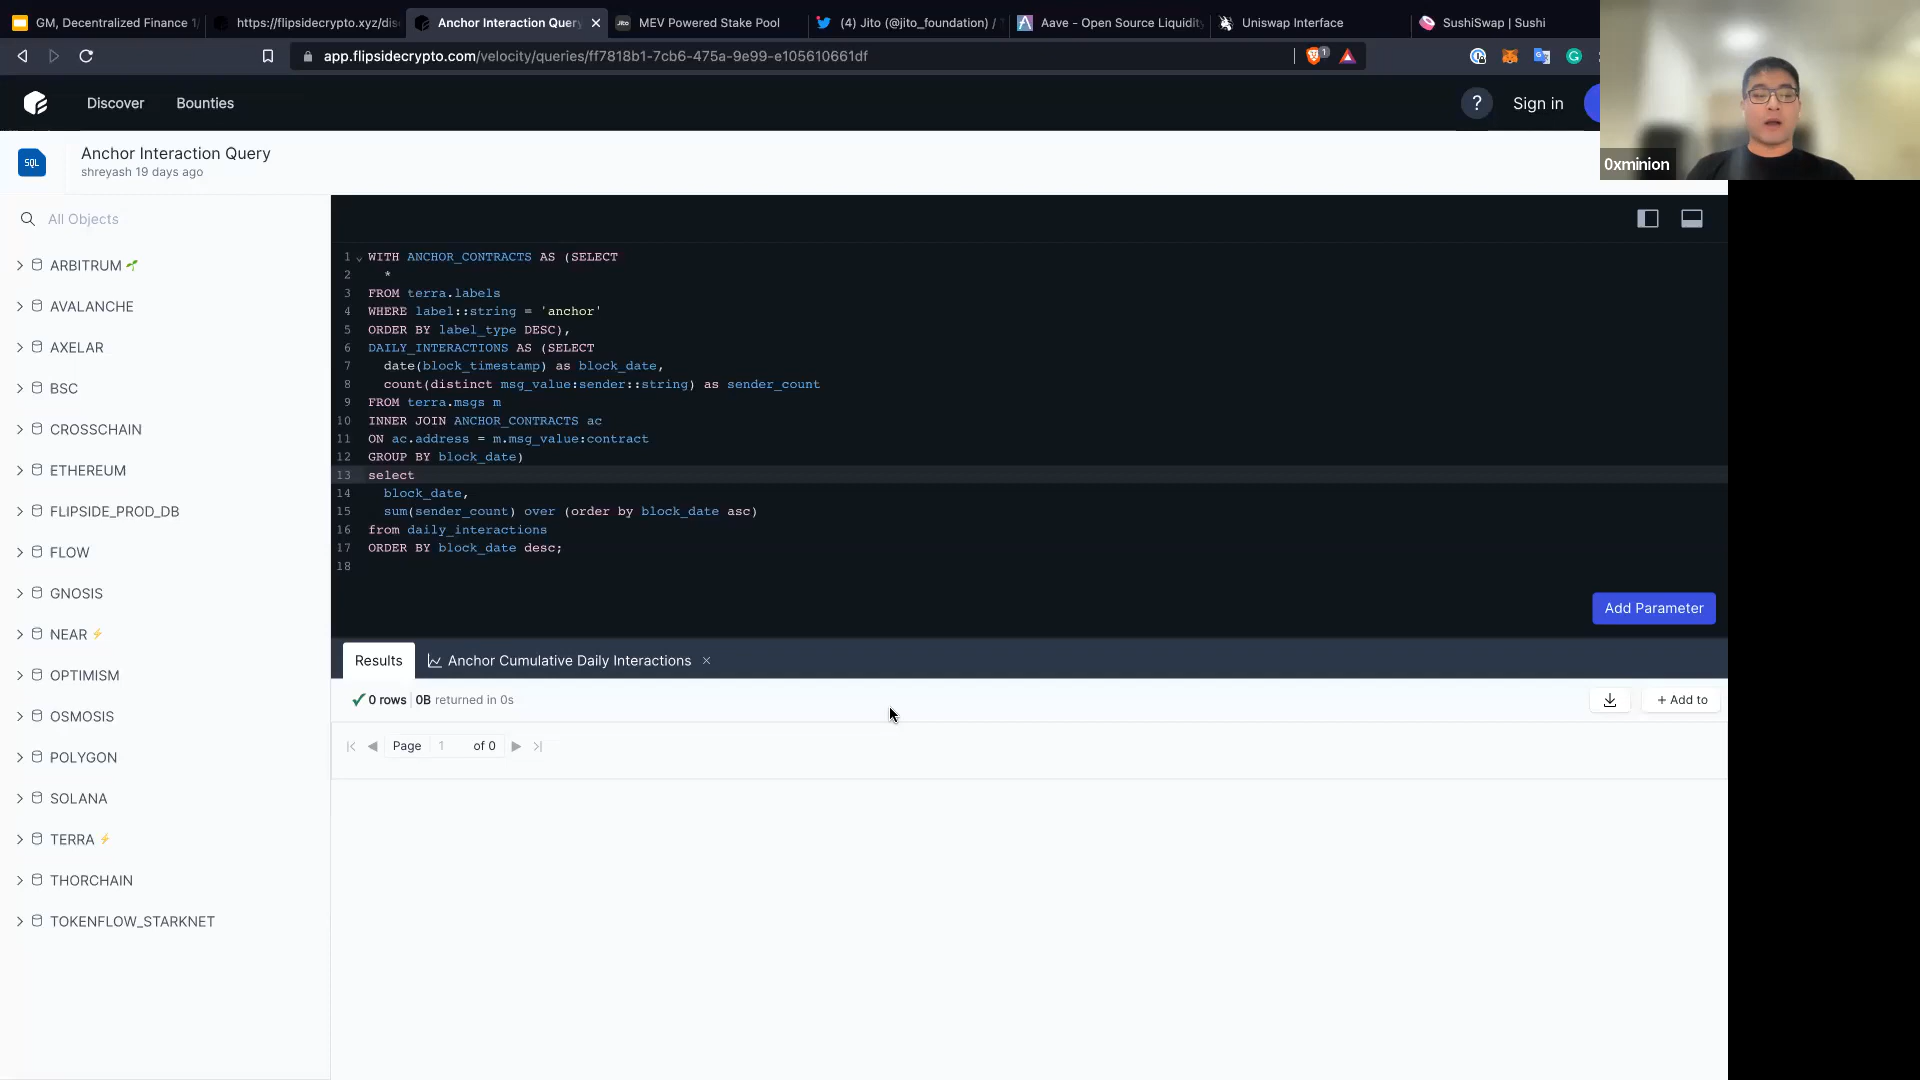 GM, Decentralized Finance 1
https://flipsidecrypto.xyz/dis
Anchor Interaction Query
Jito
MEV Powered Stake Pool
(4) Jito (@jito_foundation) /
Aave - Open Source Liquidity
Uniswap Interface
SushiSwap | Sushi
app.flipsidecrypto.com/velocity/queries/ff7818b1-7cb6-475a-9e99-e105610661df
1
Discover
Bounties
?
Sign in
0xminion
SQL
Anchor Interaction Query
shreyash 19 days ago
All Objects
ARBITRUM
AVALANCHE
AXELAR
BSC
CROSSCHAIN
ETHEREUM
FLIPSIDE_PROD_DB
FLOW
GNOSIS
NEAR
OPTIMISM
OSMOSIS
POLYGON
SOLANA
TERRA
THORCHAIN
TOKENFLOW_STARKNET
1 WITH ANCHOR_CONTRACTS AS (SELECT
2 *
3 FROM terra.labels
4 WHERE label::string = 'anchor'
5 ORDER BY label_type DESC),
6 DAILY_INTERACTIONS AS (SELECT
7 date(block_timestamp) as block_date,
8 count(distinct msg_value:sender::string) as sender_count
9 FROM terra.msgs m
10 INNER JOIN ANCHOR_CONTRACTS ac
11 ON ac.address = m.msg_value:contract
12 GROUP BY block_date)
13 select
14 block_date,
15 sum(sender_count) over (order by block_date asc)
16 from daily_interactions
17 ORDER BY block_date desc;
18
Add Parameter
Results
Anchor Cumulative Daily Interactions ×
0 rows | 0B returned in 0s
+ Add to
Page 1 of 0